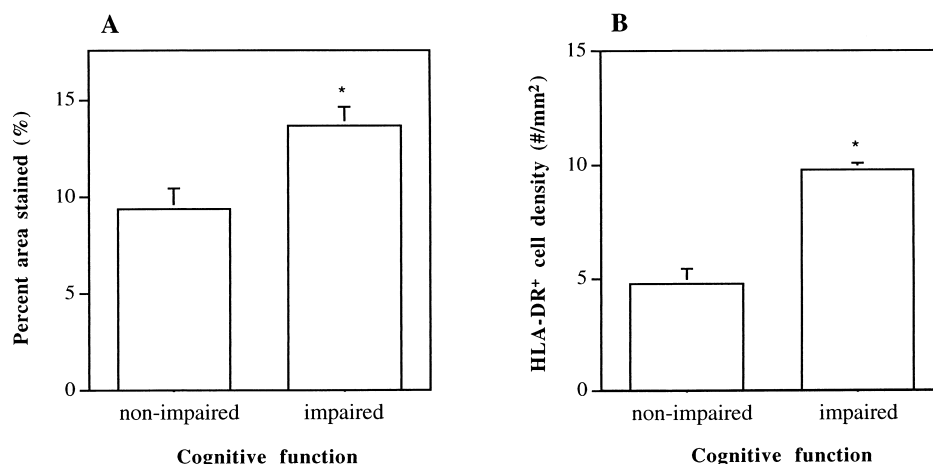 A
Percent area stained (%)
15
10
5
0
*
non-impaired impaired
Cognitive function
B
HLA-DR+ cell density (#/mm2)
15
10
5
0
*
non-impaired impaired
Cognitive function